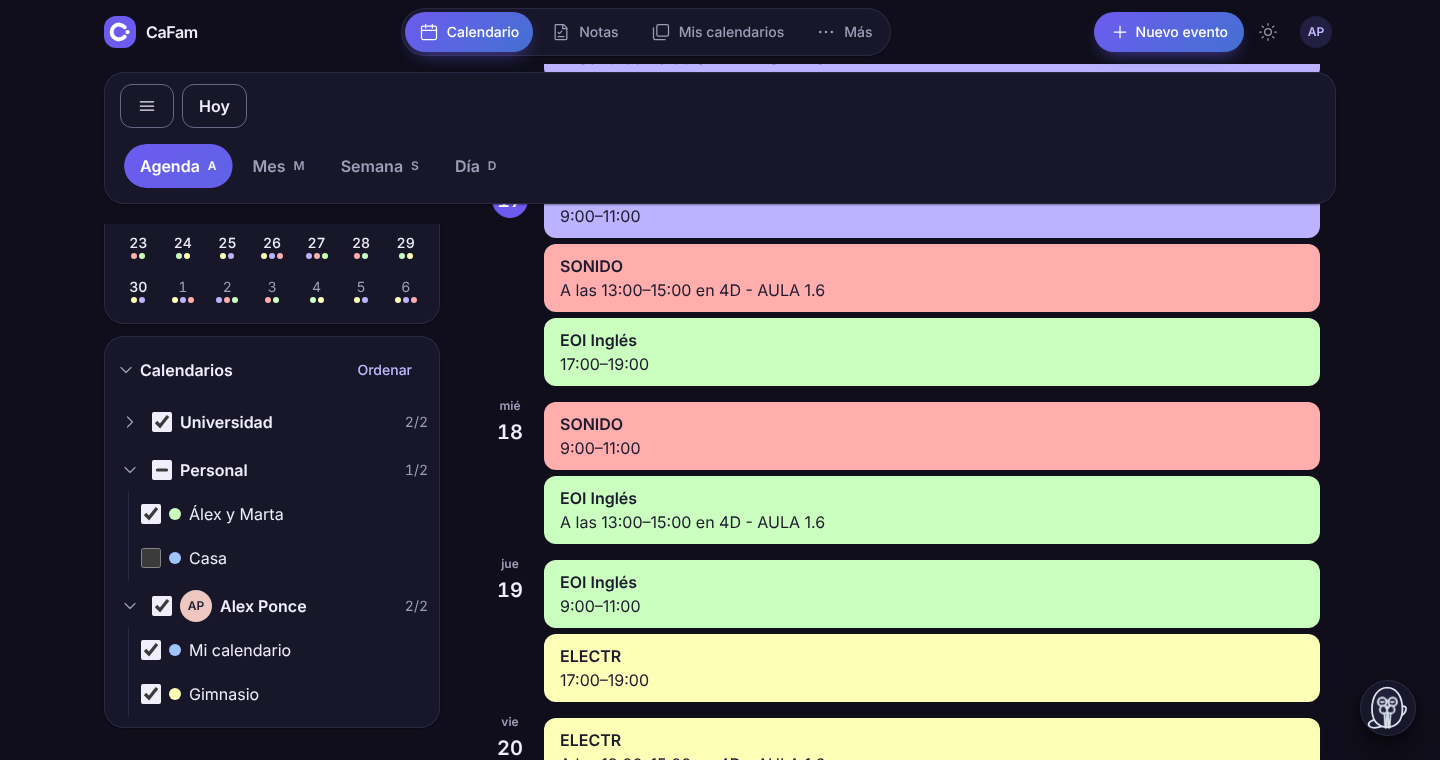 CaFam
Calendario
Notas
Mis calendarios
Más
Nuevo evento
AP
Hoy
Agenda A
Mes M
Semana S
Día D
23 24 25 26 27 28 29
30 1 2 3 4 5 6
Calendarios
Ordenar
Universidad 2/2
Personal 1/2
Álex y Marta
Casa
AP Alex Ponce 2/2
Mi calendario
Gimnasio
9:00–11:00
SONIDO
A las 13:00–15:00 en 4D - AULA 1.6
EOI Inglés
17:00–19:00
mié
18
SONIDO
9:00–11:00
EOI Inglés
A las 13:00–15:00 en 4D - AULA 1.6
jue
19
EOI Inglés
9:00–11:00
ELECTR
17:00–19:00
vie
20
ELECTR